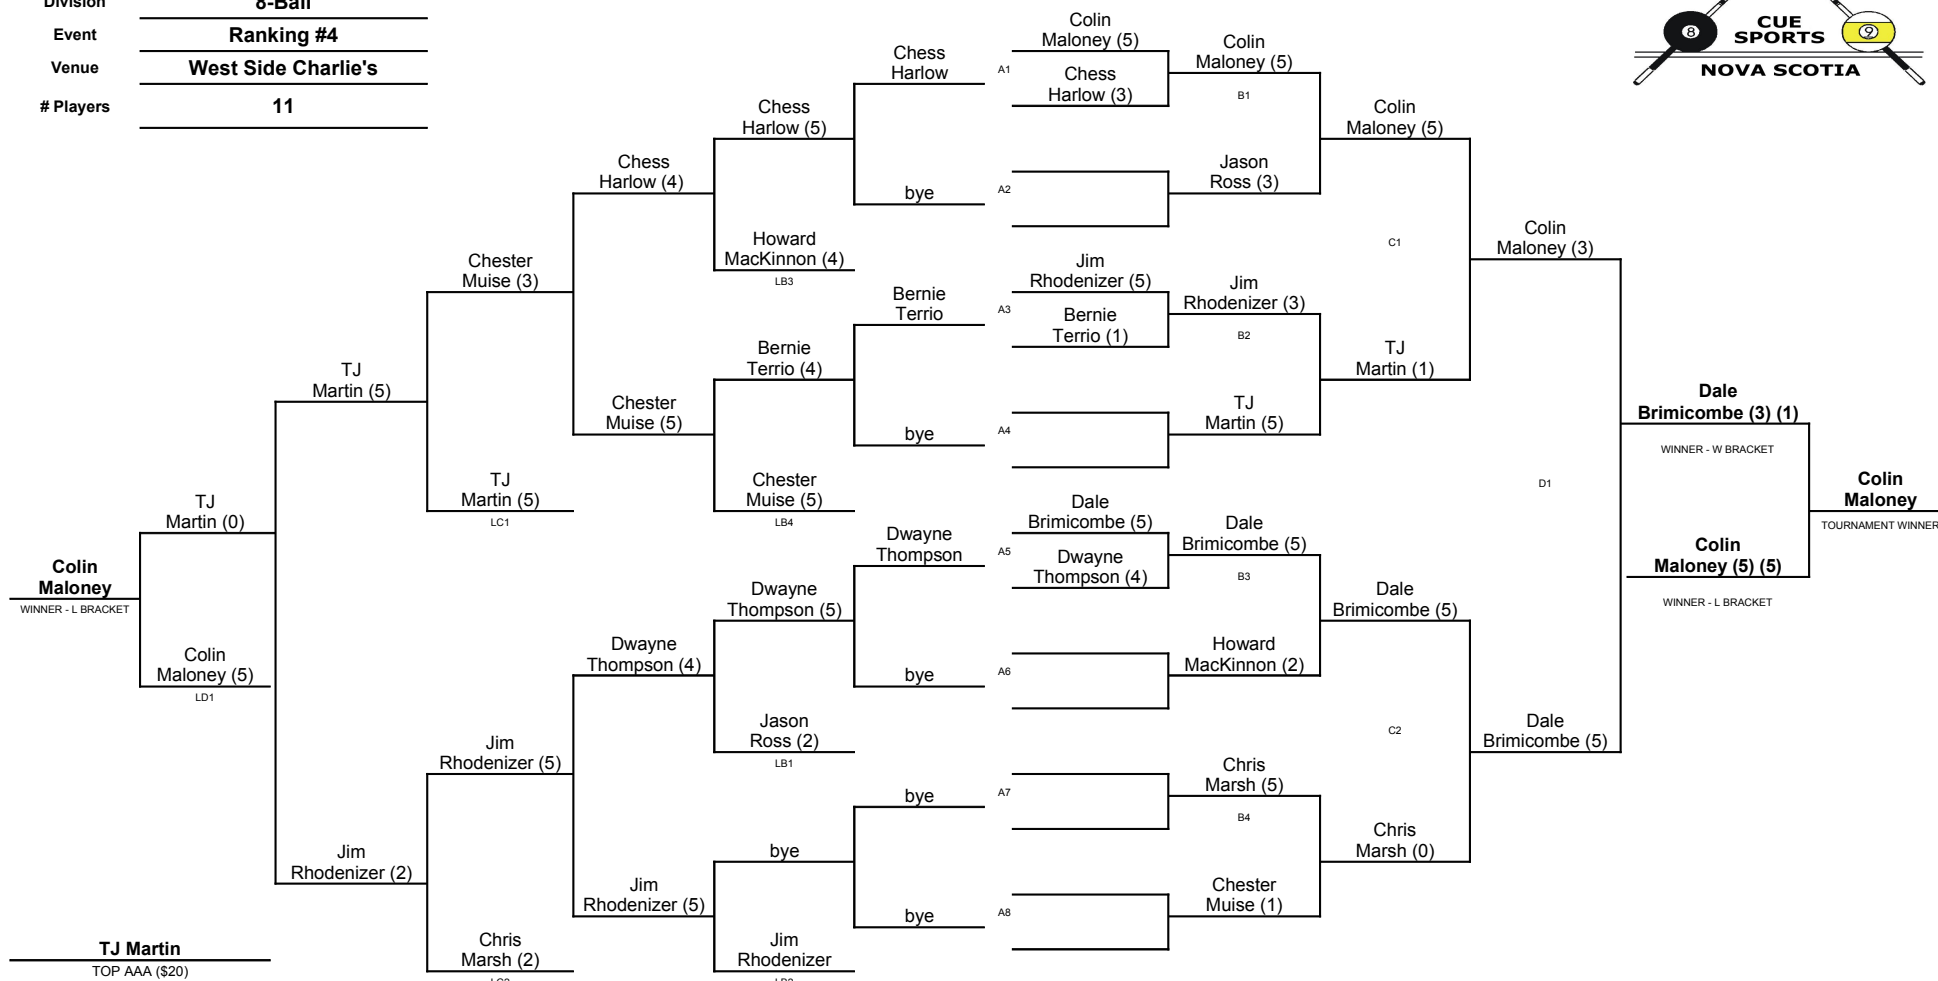 Division 8-Ball
Event Ranking #4
Venue West Side Charlie's
# Players 11
8
CUE
SPORTS
9
NOVA SCOTIA
Colin
Maloney
WINNER - L BRACKET
TJ
Martin (0)
Colin
Maloney (5)
LD1
TJ
Martin (5)
Jim
Rhodenizer (2)
Chester
Muise (3)
TJ
Martin (5)
LC1
Jim
Rhodenizer (5)
Chris
Marsh (2)
Chess
Harlow (4)
Chester
Muise (5)
Dwayne
Thompson (4)
Jim
Rhodenizer (5)
Chess
Harlow (5)
Howard
MacKinnon (4)
LB3
Bernie
Terrio (4)
Chester
Muise (5)
LB4
Dwayne
Thompson (5)
Jason
Ross (2)
LB1
bye
Jim
Rhodenizer
Chess
Harlow
bye
Bernie
Terrio
bye
Dwayne
Thompson
bye
bye
bye
A1
A2
A3
A4
A5
A6
A7
A8
Colin
Maloney (5)
Chess
Harlow (3)
Jim
Rhodenizer (5)
Bernie
Terrio (1)
Dale
Brimicombe (5)
Dwayne
Thompson (4)
Colin
Maloney (5)
B1
Jason
Ross (3)
Jim
Rhodenizer (3)
B2
TJ
Martin (5)
Dale
Brimicombe (5)
B3
Howard
MacKinnon (2)
Chris
Marsh (5)
B4
Chester
Muise (1)
Colin
Maloney (5)
C1
TJ
Martin (1)
Dale
Brimicombe (5)
C2
Chris
Marsh (0)
Colin
Maloney (3)
D1
Dale
Brimicombe (5)
Dale
Brimicombe (3) (1)
WINNER - W BRACKET
Colin
Maloney (5) (5)
WINNER - L BRACKET
Colin
Maloney
TOURNAMENT WINNER
TJ Martin
TOP AAA ($20)